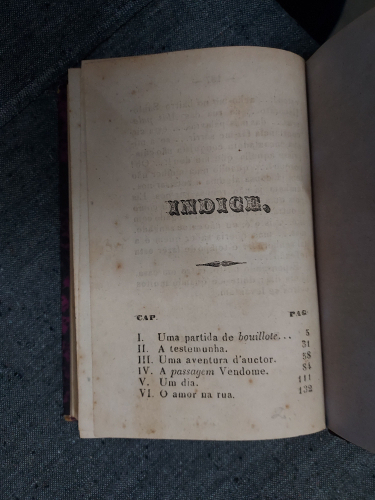 INDICE.
CAP. PAG
I. Uma partida de bouillote... 5
II. A testemunha. 31
III. Uma aventura d'auctor. 58
IV. A passagem Vendome. 84
V. Um dia. 111
VI. O amor na rua. 132